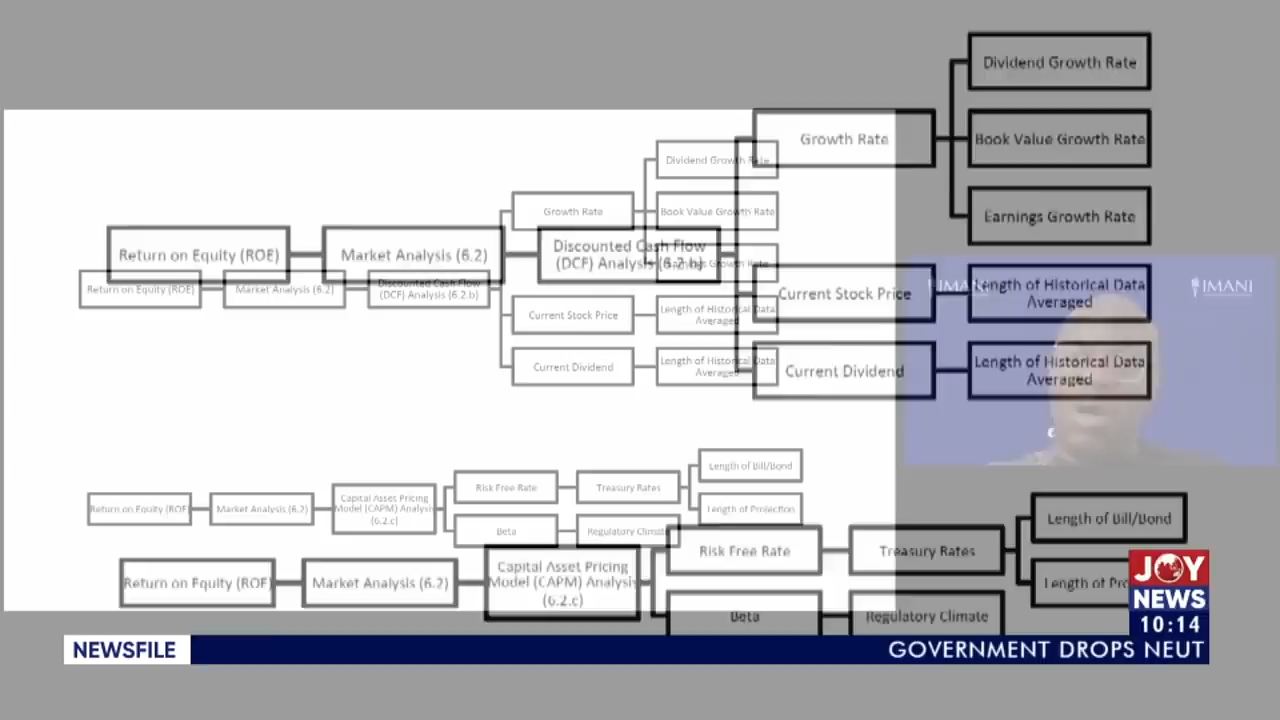 Dividend Growth Rate
Growth Rate
Book Value Growth Rate
Earnings Growth Rate
Return on Equity (ROE)
Market Analysis (6.2)
Discounted Cash Flow
(DCF) Analysis (6.2.b)
Current Stock Price
Length of Historical Data
Averaged
Current Dividend
Length of Historical Data
Averaged
Dividend Growth Rate
Growth Rate
Book Value Growth Rate
Return on Equity (ROE)
Market Analysis (6.2)
Discounted Cash Flow
(DCF) Analysis (6.2.b)
Current Stock Price
Length of Historical Data
Averaged
Current Dividend
Length of Historical Data
Averaged
IMANI
Length of Bill/Bond
Risk Free Rate
Treasury Rates
Return on Equity (ROE
Market Analysis (6.2)
Capital Asset Pricing
Model (CAPM) Analysis
(6.2.c)
Length of Projection
Beta
Regulatory Climate
Length of Bill/Bond
Risk Free Rate
Treasury Rates
Return on Equity (ROE
Market Analysis (6.2)
Capital Asset Pricing
Model (CAPM) Analysis
(6.2.c)
Length of Pro
Beta
Regulatory Climate
JOY
NEWS
10:14
NEWSFILE
GOVERNMENT DROPS NEUT